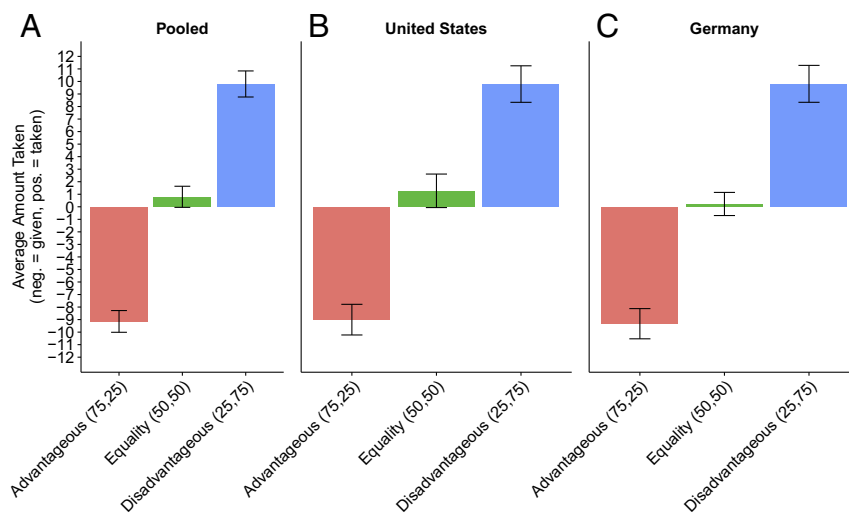 A
Pooled
B
United States
C
Germany
Average Amount Taken
(neg. = given, pos. = taken)
12
11
10
9
8
7
6
5
4
3
2
1
0
−1
−2
−3
−4
−5
−6
−7
−8
−9
−10
−11
−12
Advantageous (75,25)
Equality (50,50)
Disadvantageous (25,75)
Advantageous (75,25)
Equality (50,50)
Disadvantageous (25,75)
Advantageous (75,25)
Equality (50,50)
Disadvantageous (25,75)